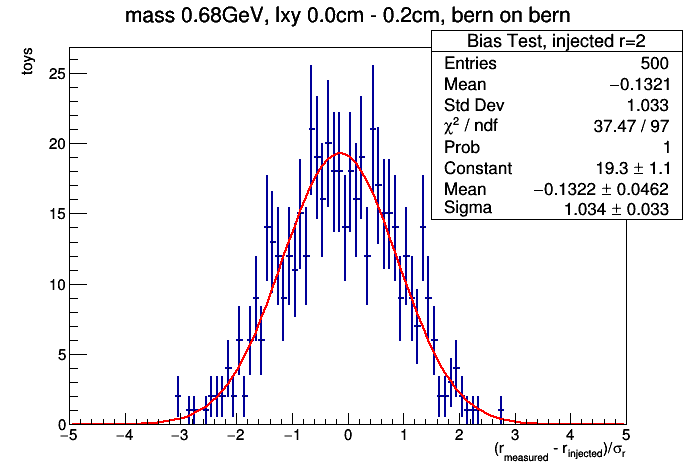 mass 0.68GeV, lxy 0.0cm - 0.2cm, bern on bern
Bias Test, injected r=2
Entries 500
Mean −0.1321
Std Dev 1.033
χ² / ndf 37.47 / 97
Prob 1
Constant 19.3 ± 1.1
Mean −0.1322 ± 0.0462
Sigma 1.034 ± 0.033
toys
25
20
15
10
5
0
−5 −4 −3 −2 −1 0 1 2 3 4 5
(r_measured - r_injected)/σ_r